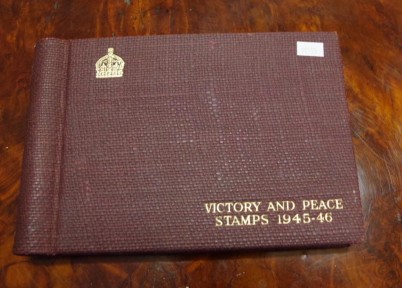 VICTORY AND PEACE
STAMPS 1945-46